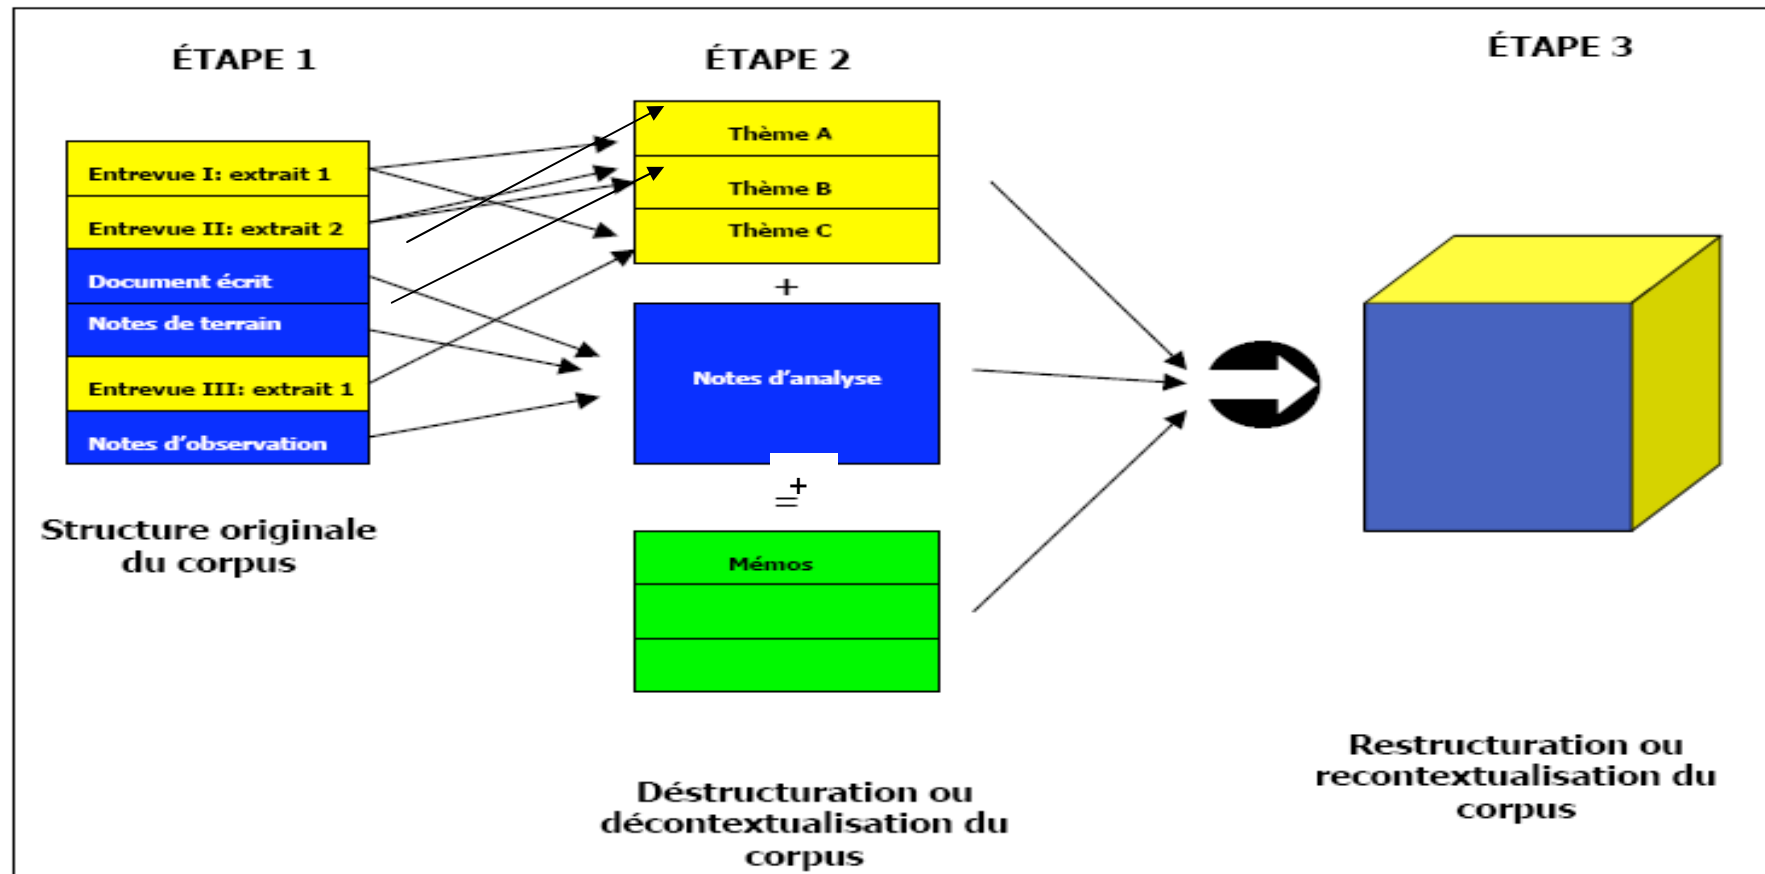 ÉTAPE 1
Entrevue I: extrait 1
Entrevue II: extrait 2
Document écrit
Notes de terrain
Entrevue III: extrait 1
Notes d’observation
Structure originale
du corpus
ÉTAPE 2
Thème A
Thème B
Thème C
+
Notes d’analyse
+
=
Mémos
Déstructuration ou
décontextualisation du
corpus
ÉTAPE 3
Restructuration ou
recontextualisation du
corpus